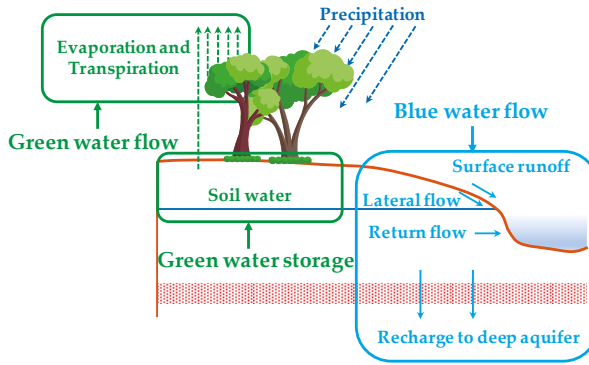 Precipitation
Evaporation and
Transpiration
Green water flow
Blue water flow
Surface runoff
Soil water
Lateral flow
Return flow
Green water storage
Recharge to deep aquifer